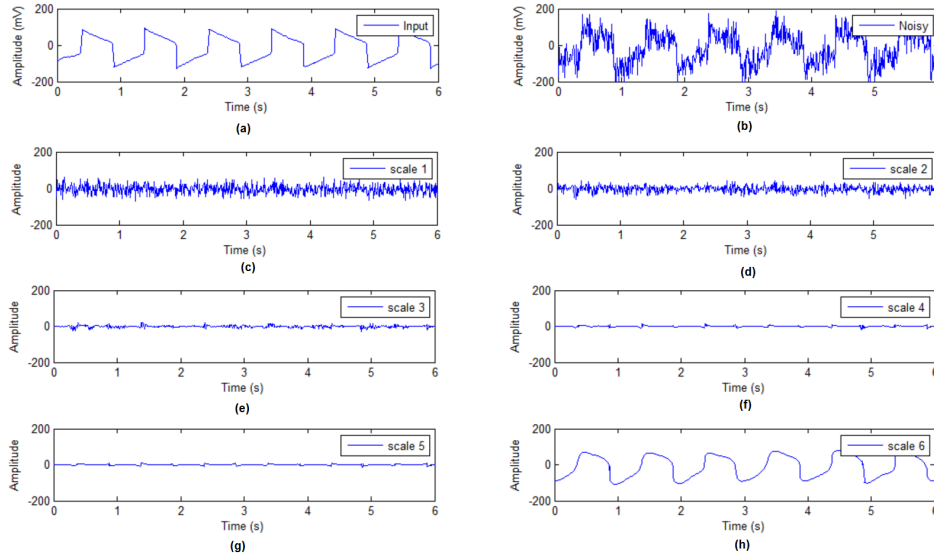 200
0
-200
0 1 2 3 4 5 6
Amplitude (mV)
Time (s)
Input
(a)
200
0
-200
0 1 2 3 4 5
Amplitude (mV)
Time (s)
Noisy
(b)
200
0
-200
0 1 2 3 4 5 6
Amplitude
Time (s)
scale 1
(c)
200
0
-200
0 1 2 3 4 5 6
Amplitude
Time (s)
scale 2
(d)
200
0
-200
0 1 2 3 4 5 6
Amplitude
Time (s)
scale 3
(e)
200
0
-200
0 1 2 3 4 5 6
Amplitude
Time (s)
scale 4
(f)
200
0
-200
0 1 2 3 4 5 6
Amplitude
Time (s)
scale 5
(g)
200
0
-200
0 1 2 3 4 5 6
Amplitude
Time (s)
scale 6
(h)